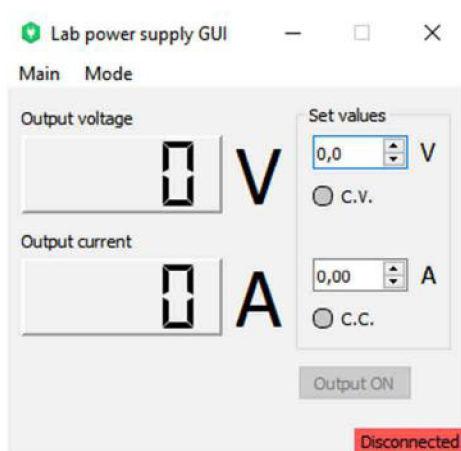 Lab power supply GUI
Main Mode
Output voltage
0 V
Set values
0,0 V
C.V.
Output current
0 A
0,00 A
C.C.
Output ON
Disconnected